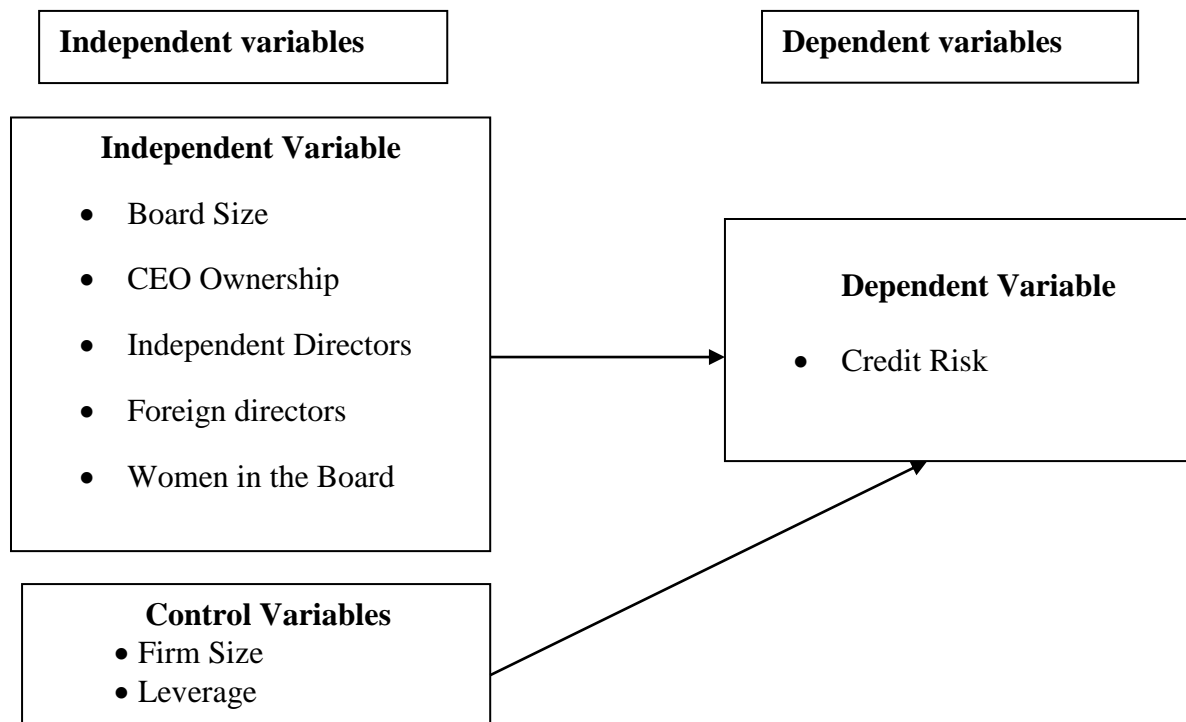 Independent variables
Dependent variables
Independent Variable
• Board Size
• CEO Ownership
• Independent Directors
• Foreign directors
• Women in the Board
Dependent Variable
• Credit Risk
Control Variables
• Firm Size
• Leverage